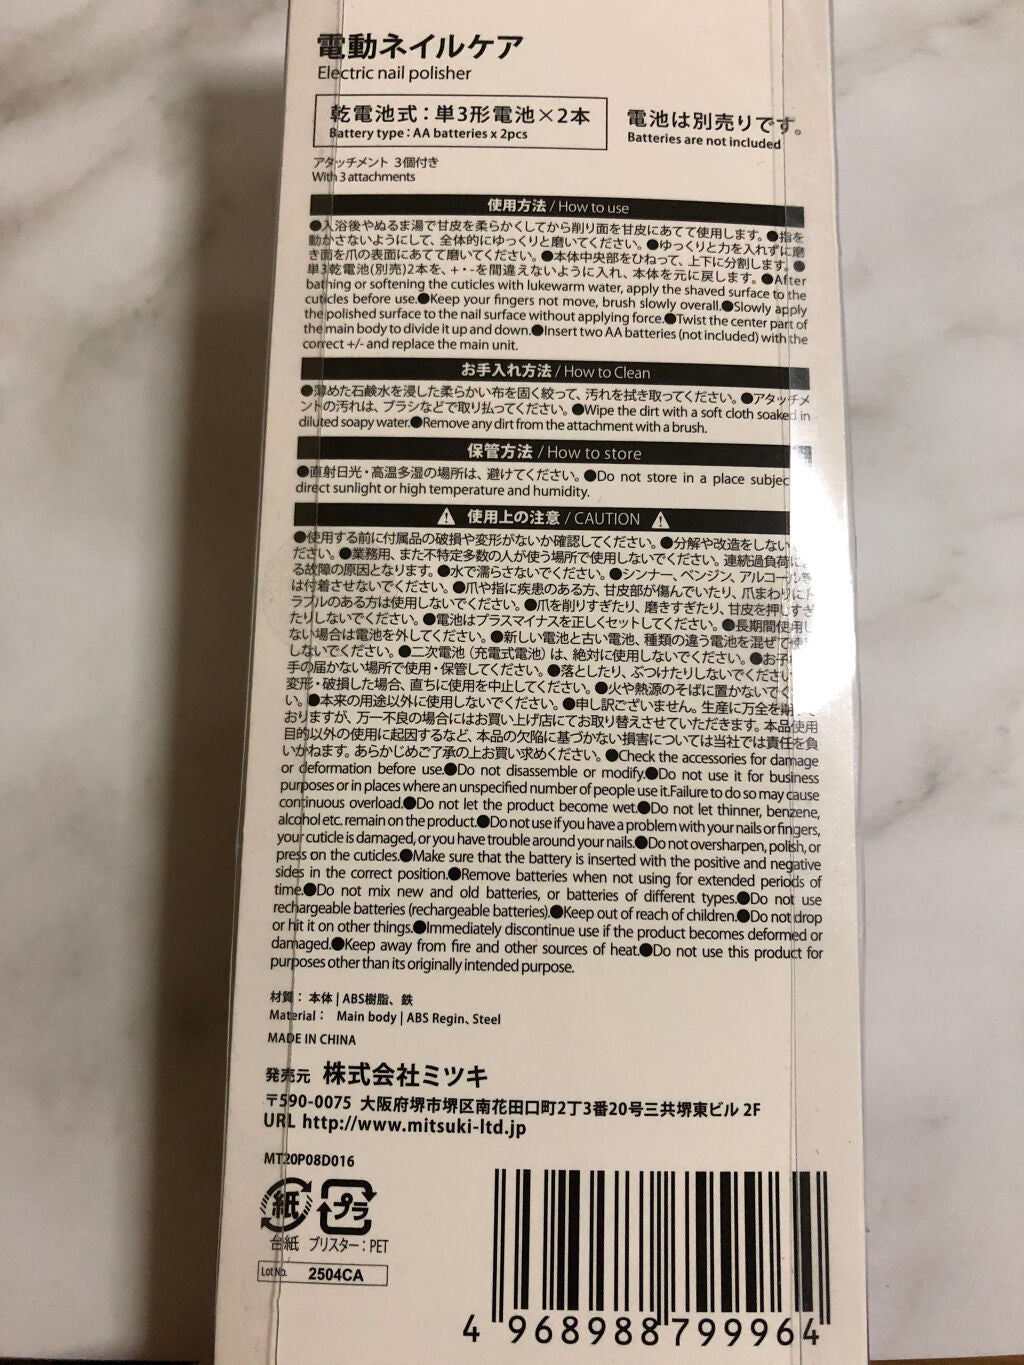 電動ネイルケア
Electric nail polisher
乾電池式：単3形電池×2本
Battery type：AA batteries x 2pcs
電池は別売りです。
Batteries are not included
アタッチメント 3個付き
With 3 attachments
使用方法 / How to use
●入浴後やぬるま湯で甘皮を柔らかくしてから削り面を甘皮にあてて使用します。●指を
動かさないようにして、全体的にゆっくりと磨いてください。●ゆっくりと力を入れずに磨
き面を爪の表面にあてて磨いてください。●本体中央部をひねって、上下に分割します。●
単3乾電池(別売)2本を、+・-を間違えないように入れ、本体を元に戻します。●After
bathing or softening the cuticles with lukewarm water, apply the shaved surface to the
cuticles before use.●Keep your fingers not move, brush slowly overall.●Slowly apply
the polished surface to the nail surface without applying force.●Twist the center part of
the main body to divide it up and down.●Insert two AA batteries (not included) with the
correct +/- and replace the main unit.
お手入れ方法 / How to Clean
●薄めた石鹸水を浸した柔らかい布を固く絞って、汚れを拭き取ってください。●アタッチメ
ントの汚れは、ブラシなどで取り払ってください。●Wipe the dirt with a soft cloth soaked in
diluted soapy water.●Remove any dirt from the attachment with a brush.
保管方法 / How to store
●直射日光・高温多湿の場所は、避けてください。●Do not store in a place subjec
direct sunlight or high temperature and humidity.
使用上の注意 / CAUTION
●使用する前に付属品の破損や変形がないか確認してください。●分解や改造をしない
ださい。●業務用、また不特定多数の人が使う場所で使用しないでください。連続過負荷に
る故障の原因となります。●水で濡らさないでください。●シンナー、ベンジン、アルコール等
は付着させないでください。●爪や指に疾患のある方、甘皮部が傷んでいたり、爪まわりにト
ラブルのある方は使用しないでください。●爪を削りすぎたり、磨きすぎたり、甘皮を押しすぎ
たりしないでください。●電池はプラスマイナスを正しくセットしてください。●長期間使用し
ない場合は電池を外してください。●新しい電池と古い電池、種類の違う電池を混ぜて使
しないでください。●二次電池（充電式電池）は、絶対に使用しないでください。●お子
手の届かない場所で使用・保管してください。●落としたり、ぶつけたりしないでください
変形・破損した場合、直ちに使用を中止してください。●火や熱源のそばに置かないでく
い。●本来の用途以外に使用しないでください。●申し訳ございません。生産に万全を期して
おりますが、万一不良の場合にはお買い上げ店にてお取り替えさせていただきます。本品使用
目的以外の使用に起因するなど、本品の欠陥に基づかない損害については当社では責任を負
いかねます。あらかじめご了承の上お買い求めください。●Check the accessories for damage
or deformation before use.●Do not disassemble or modify.●Do not use it for business
purposes or in places where an unspecified number of people use it.Failure to do so may cause
continuous overload.●Do not let the product become wet.●Do not let thinner, benzene,
alcohol etc. remain on the product.●Do not use if you have a problem with your nails or fingers,
your cuticle is damaged, or you have trouble around your nails.●Do not oversharpen, polish, or
press on the cuticles.●Make sure that the battery is inserted with the positive and negative
sides in the correct position.●Remove batteries when not using for extended periods of
time.●Do not mix new and old batteries, or batteries of different types.●Do not use
rechargeable batteries (rechargeable batteries).●Keep out of reach of children.●Do not drop
or hit it on other things.●Immediately discontinue use if the product becomes deformed or
damaged.●Keep away from fire and other sources of heat.●Do not use this product for
purposes other than its originally intended purpose.
材質：本体 | ABS樹脂、鉄
Material： Main body | ABS Regin、Steel
MADE IN CHINA
発売元 株式会社ミツキ
〒590-0075 大阪府堺市堺区南花田口町2丁3番20号三共堺東ビル 2F
URL http://www.mitsuki-ltd.jp
MT20P08D016
紙 プラ
台紙 ブリスター：PET
Lot No. 2504CA
4 968988 799964